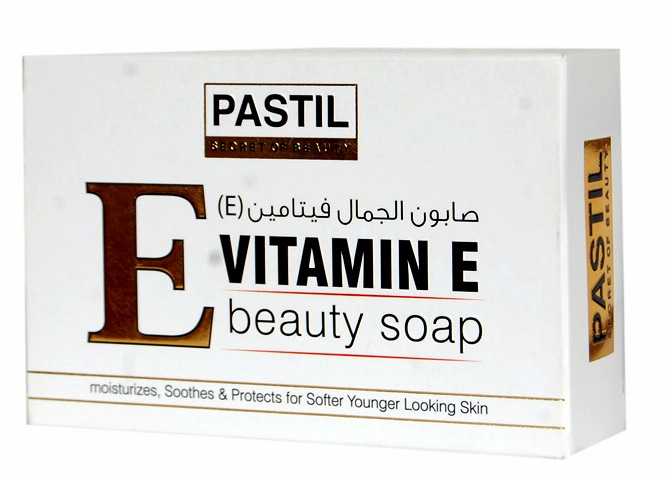 PASTIL
SECRET OF BEAUTY
صابون الجمال فيتامين (E)
E
VITAMIN E
beauty soap
moisturizes, Soothes & Protects for Softer Younger Looking Skin
PASTIL
SECRET OF BEAUTY